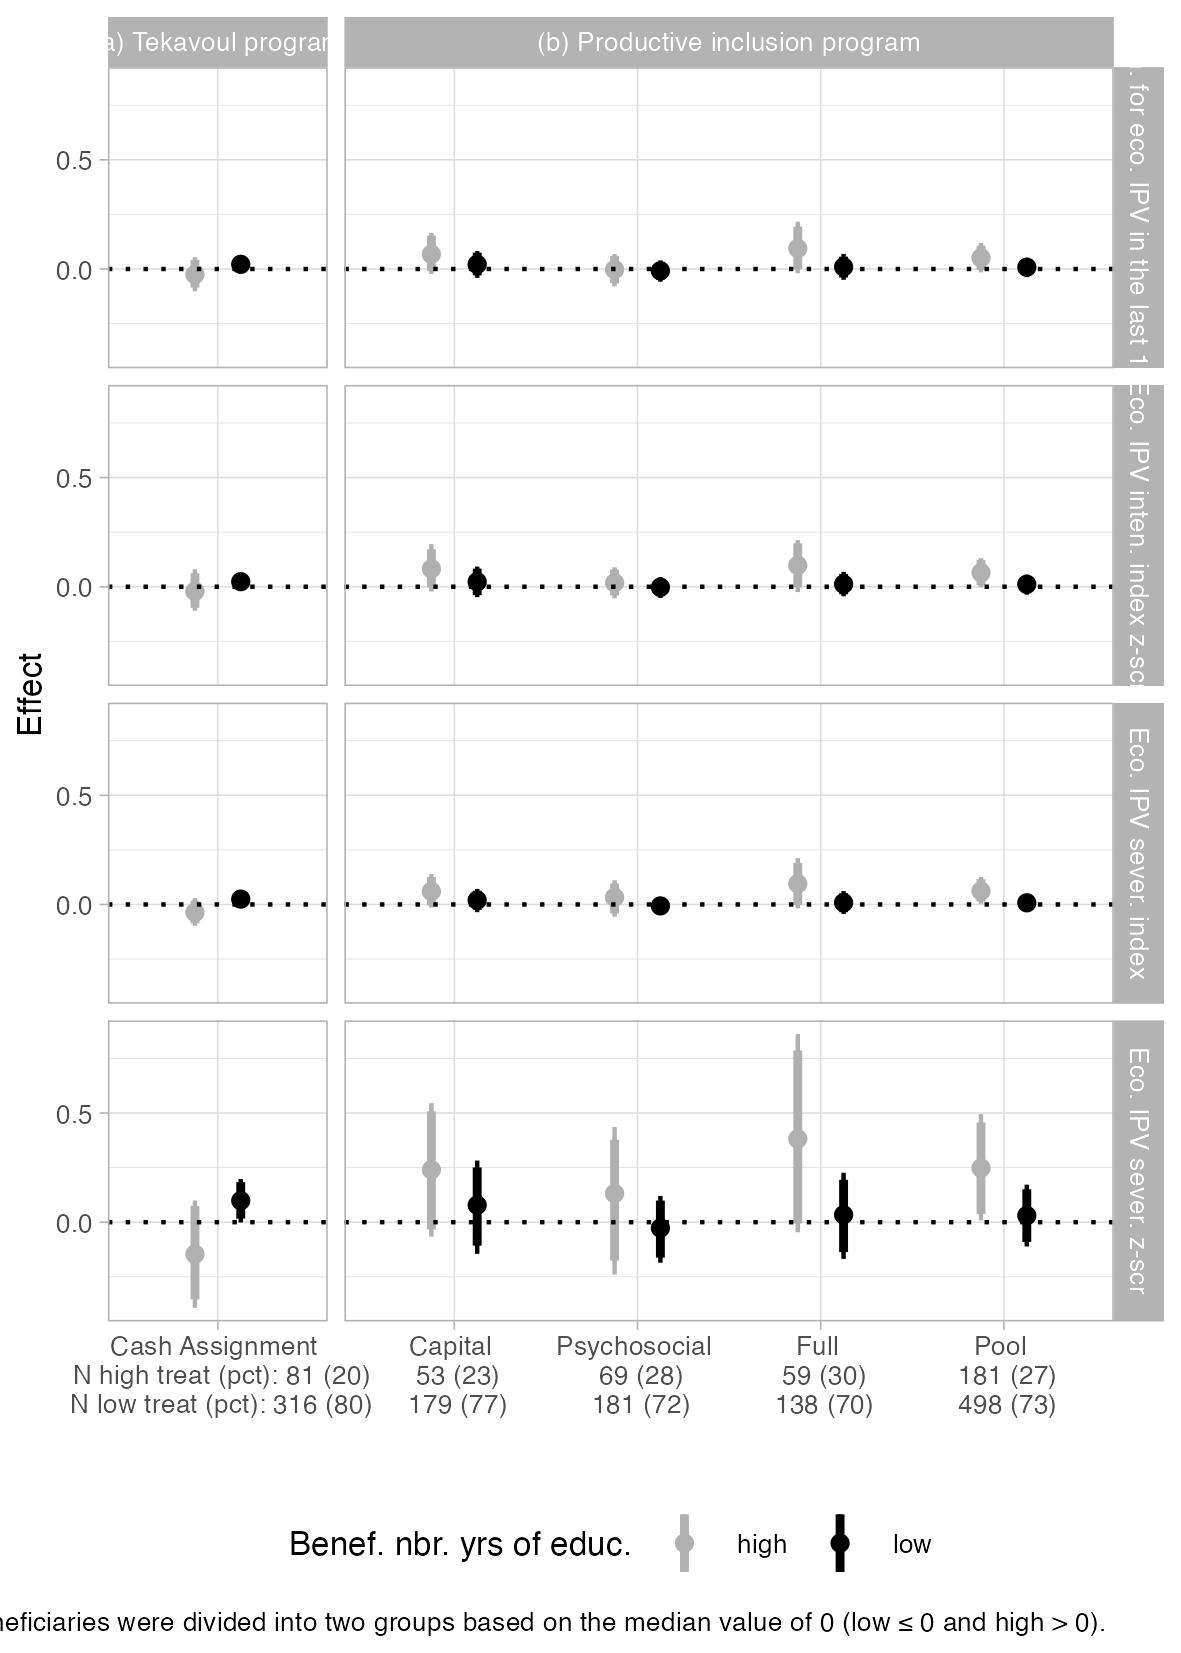 Tekavoul
(b) Productive inclusion program
for eco. IPV in the last
Eco. IPV inten. index
Eco. IPV sever. index
Eco. IPV sever. z-scr
Effect
0.5
0.0
0.5
0.0
0.5
0.0
0.5
0.0
Cash Assignment
N high treat (pct): 81 (20)
N low treat (pct): 316 (80)
Capital
53 (23)
179 (77)
Psychosocial
69 (28)
181 (72)
Full
59 (30)
138 (70)
Pool
181 (27)
498 (73)
Benef. nbr. yrs of educ.
high
low
were divided into two groups based on the median value of 0 (low ≤ 0 and high > 0).